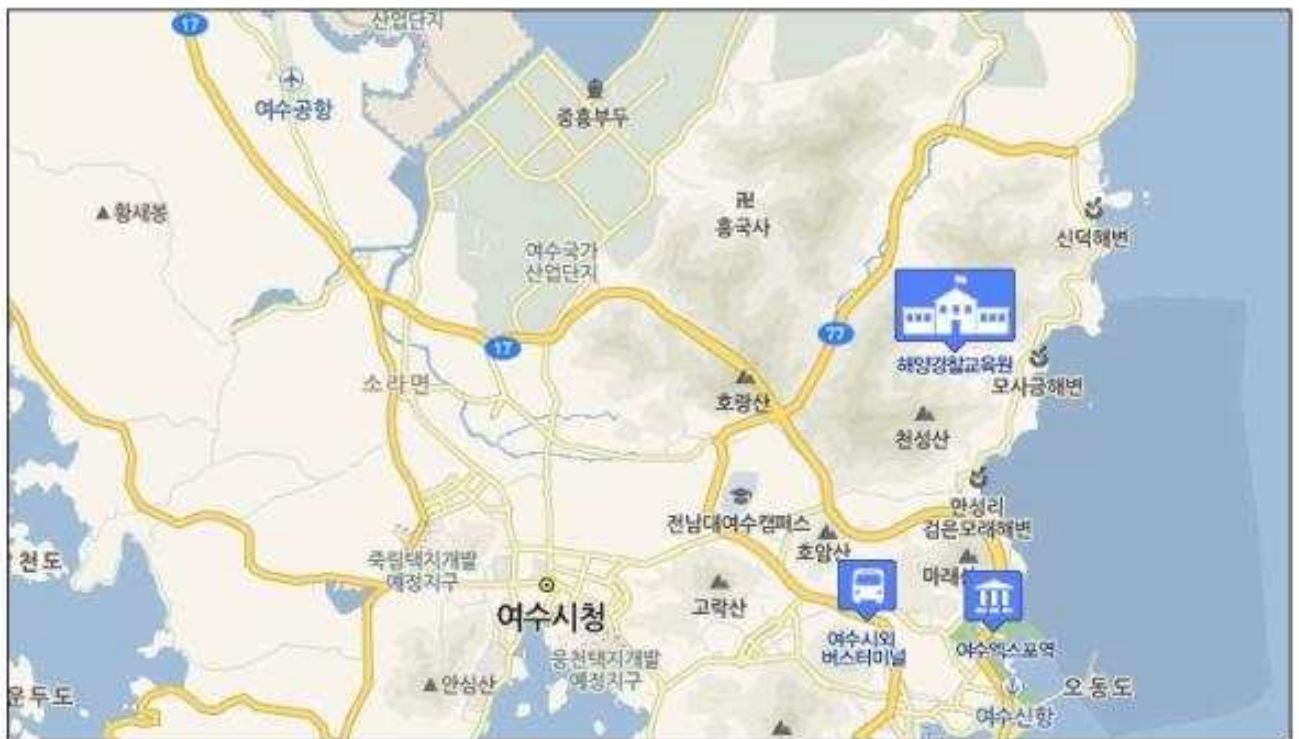 17
산업단지
여수공항
중흥부두
황새봉
흥국사
신덕해변
여수국가
산업단지
해양경찰교육원
77
17
모사금해변
소라면
호랑산
천성산
만성리
검은모래해변
전남대여수캠퍼스
호암산
천도
죽림택지개발
예정지구
마래산
고락산
여수시청
여수시외
버스터미널
여수엑스포역
웅천택지개발
예정지구
안심산
오동도
운두도
여수신항